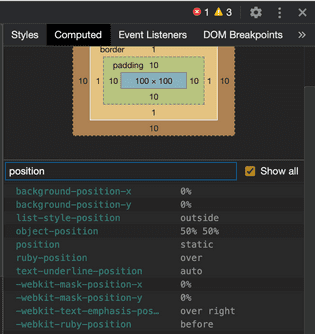 1 3
Styles Computed Event Listeners DOM Breakpoints »
border 1
padding 10
10 1 10 100 × 100 10 1 10
10
1
10
position Show all
background-position-x 0%
background-position-y 0%
list-style-position outside
object-position 50% 50%
position static
ruby-position over
text-underline-position auto
-webkit-mask-position-x 0%
-webkit-mask-position-y 0%
-webkit-text-emphasis-pos… over right
-webkit-ruby-position before